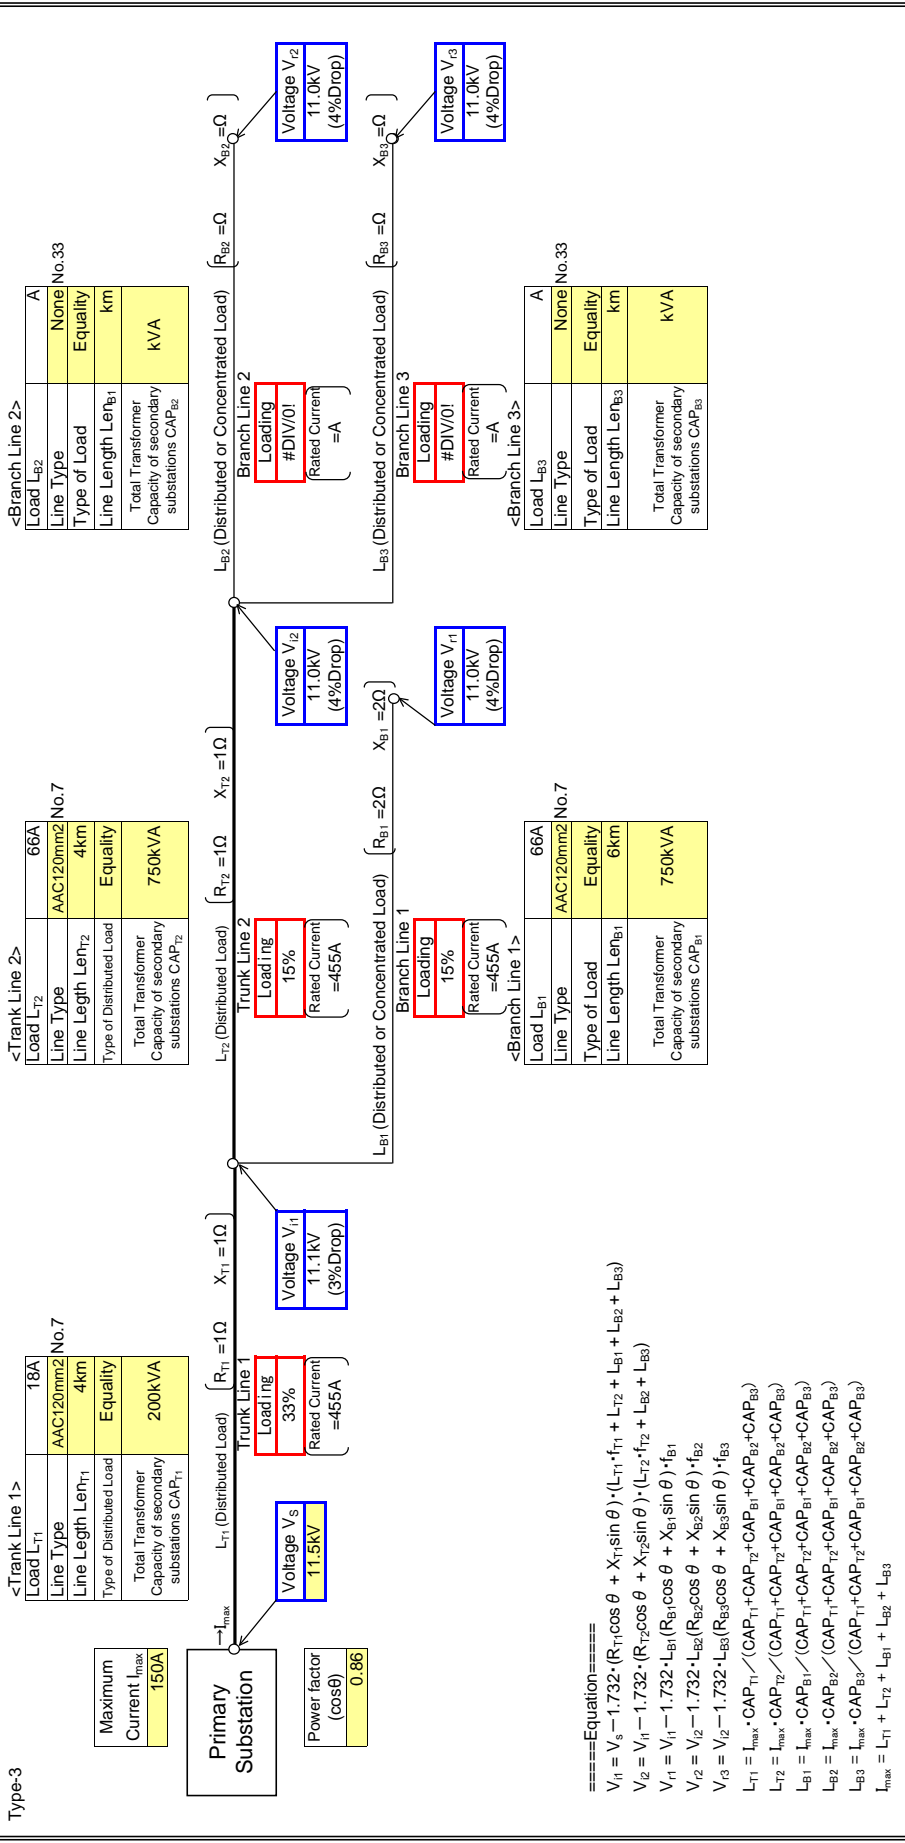 Type-3
Maximum
Current Imax
150A
Primary
Substation
Power factor
(cosθ)
0.86
→Imax
Voltage VS
11.5kV
<Trank Line 1>
Load LT1 18A
Line Type AAC120mm2 No.7
Line Legth LenT1 4km
Type of Distributed Load Equality
Total Transformer
Capacity of secondary
substations CAPT1
200kVA
LT1 (Distributed Load) RT1 =1Ω XT1 =1Ω
Trunk Line 1
Loading
33%
Rated Current
=455A
Voltage Vi1
11.1kV
(3%Drop)
<Trank Line 2>
Load LT2 66A
Line Type AAC120mm2 No.7
Line Legth LenT2 4km
Type of Distributed Load Equality
Total Transformer
Capacity of secondary
substations CAPT2
750kVA
LT2 (Distributed Load) RT2 =1Ω XT2 =1Ω
Trunk Line 2
Loading
15%
Rated Current
=455A
Voltage Vi2
11.0kV
(4%Drop)
LB1 (Distributed or Concentrated Load) RB1 =2Ω XB1 =2Ω
Branch Line 1
Loading
15%
Rated Current
=455A
Voltage Vr1
11.0kV
(4%Drop)
<Branch Line 1>
Load LB1 66A
Line Type AAC120mm2 No.7
Type of Load Equality
Line Length LenB1 6km
Total Transformer
Capacity of secondary
substations CAPB1
750kVA
<Branch Line 2>
Load LB2 A
Line Type None No.33
Type of Load Equality
Line Length LenB1 km
Total Transformer
Capacity of secondary
substations CAPB2
kVA
LB2 (Distributed or Concentrated Load) RB2 =Ω XB2 =Ω
Branch Line 2
Loading
#DIV/0!
Rated Current
=A
Voltage Vr2
11.0kV
(4%Drop)
LB3 (Distributed or Concentrated Load) RB3 =Ω XB3 =Ω
Branch Line 3
Loading
#DIV/0!
Rated Current
=A
Voltage Vr3
11.0kV
(4%Drop)
<Branch Line 3>
Load LB3 A
Line Type None No.33
Type of Load Equality
Line Length LenB3 km
Total Transformer
Capacity of secondary
substations CAPB3
kVA
=====Equation=====
Vi1 = Vs－1.732・(RT1cos θ + XT1sin θ)・(LT1・fT1 + LT2 + LB1 + LB2 + LB3)
Vi2 = Vi1－1.732・(RT2cos θ + XT2sin θ)・(LT2・fT2 + LB2 + LB3)
Vr1 = Vi1－1.732・LB1(RB1cos θ + XB1sin θ)・fB1
Vr2 = Vi2－1.732・LB2(RB2cos θ + XB2sin θ)・fB2
Vr3 = Vi2－1.732・LB3(RB3cos θ + XB3sin θ)・fB3
LT1 = Imax・CAPT1／(CAPT1+CAPT2+CAPB1+CAPB2+CAPB3)
LT2 = Imax・CAPT2／(CAPT1+CAPT2+CAPB1+CAPB2+CAPB3)
LB1 = Imax・CAPB1／(CAPT1+CAPT2+CAPB1+CAPB2+CAPB3)
LB2 = Imax・CAPB2／(CAPT1+CAPT2+CAPB1+CAPB2+CAPB3)
LB3 = Imax・CAPB3／(CAPT1+CAPT2+CAPB1+CAPB2+CAPB3)
Imax = LT1 + LT2 + LB1 + LB2 + LB3